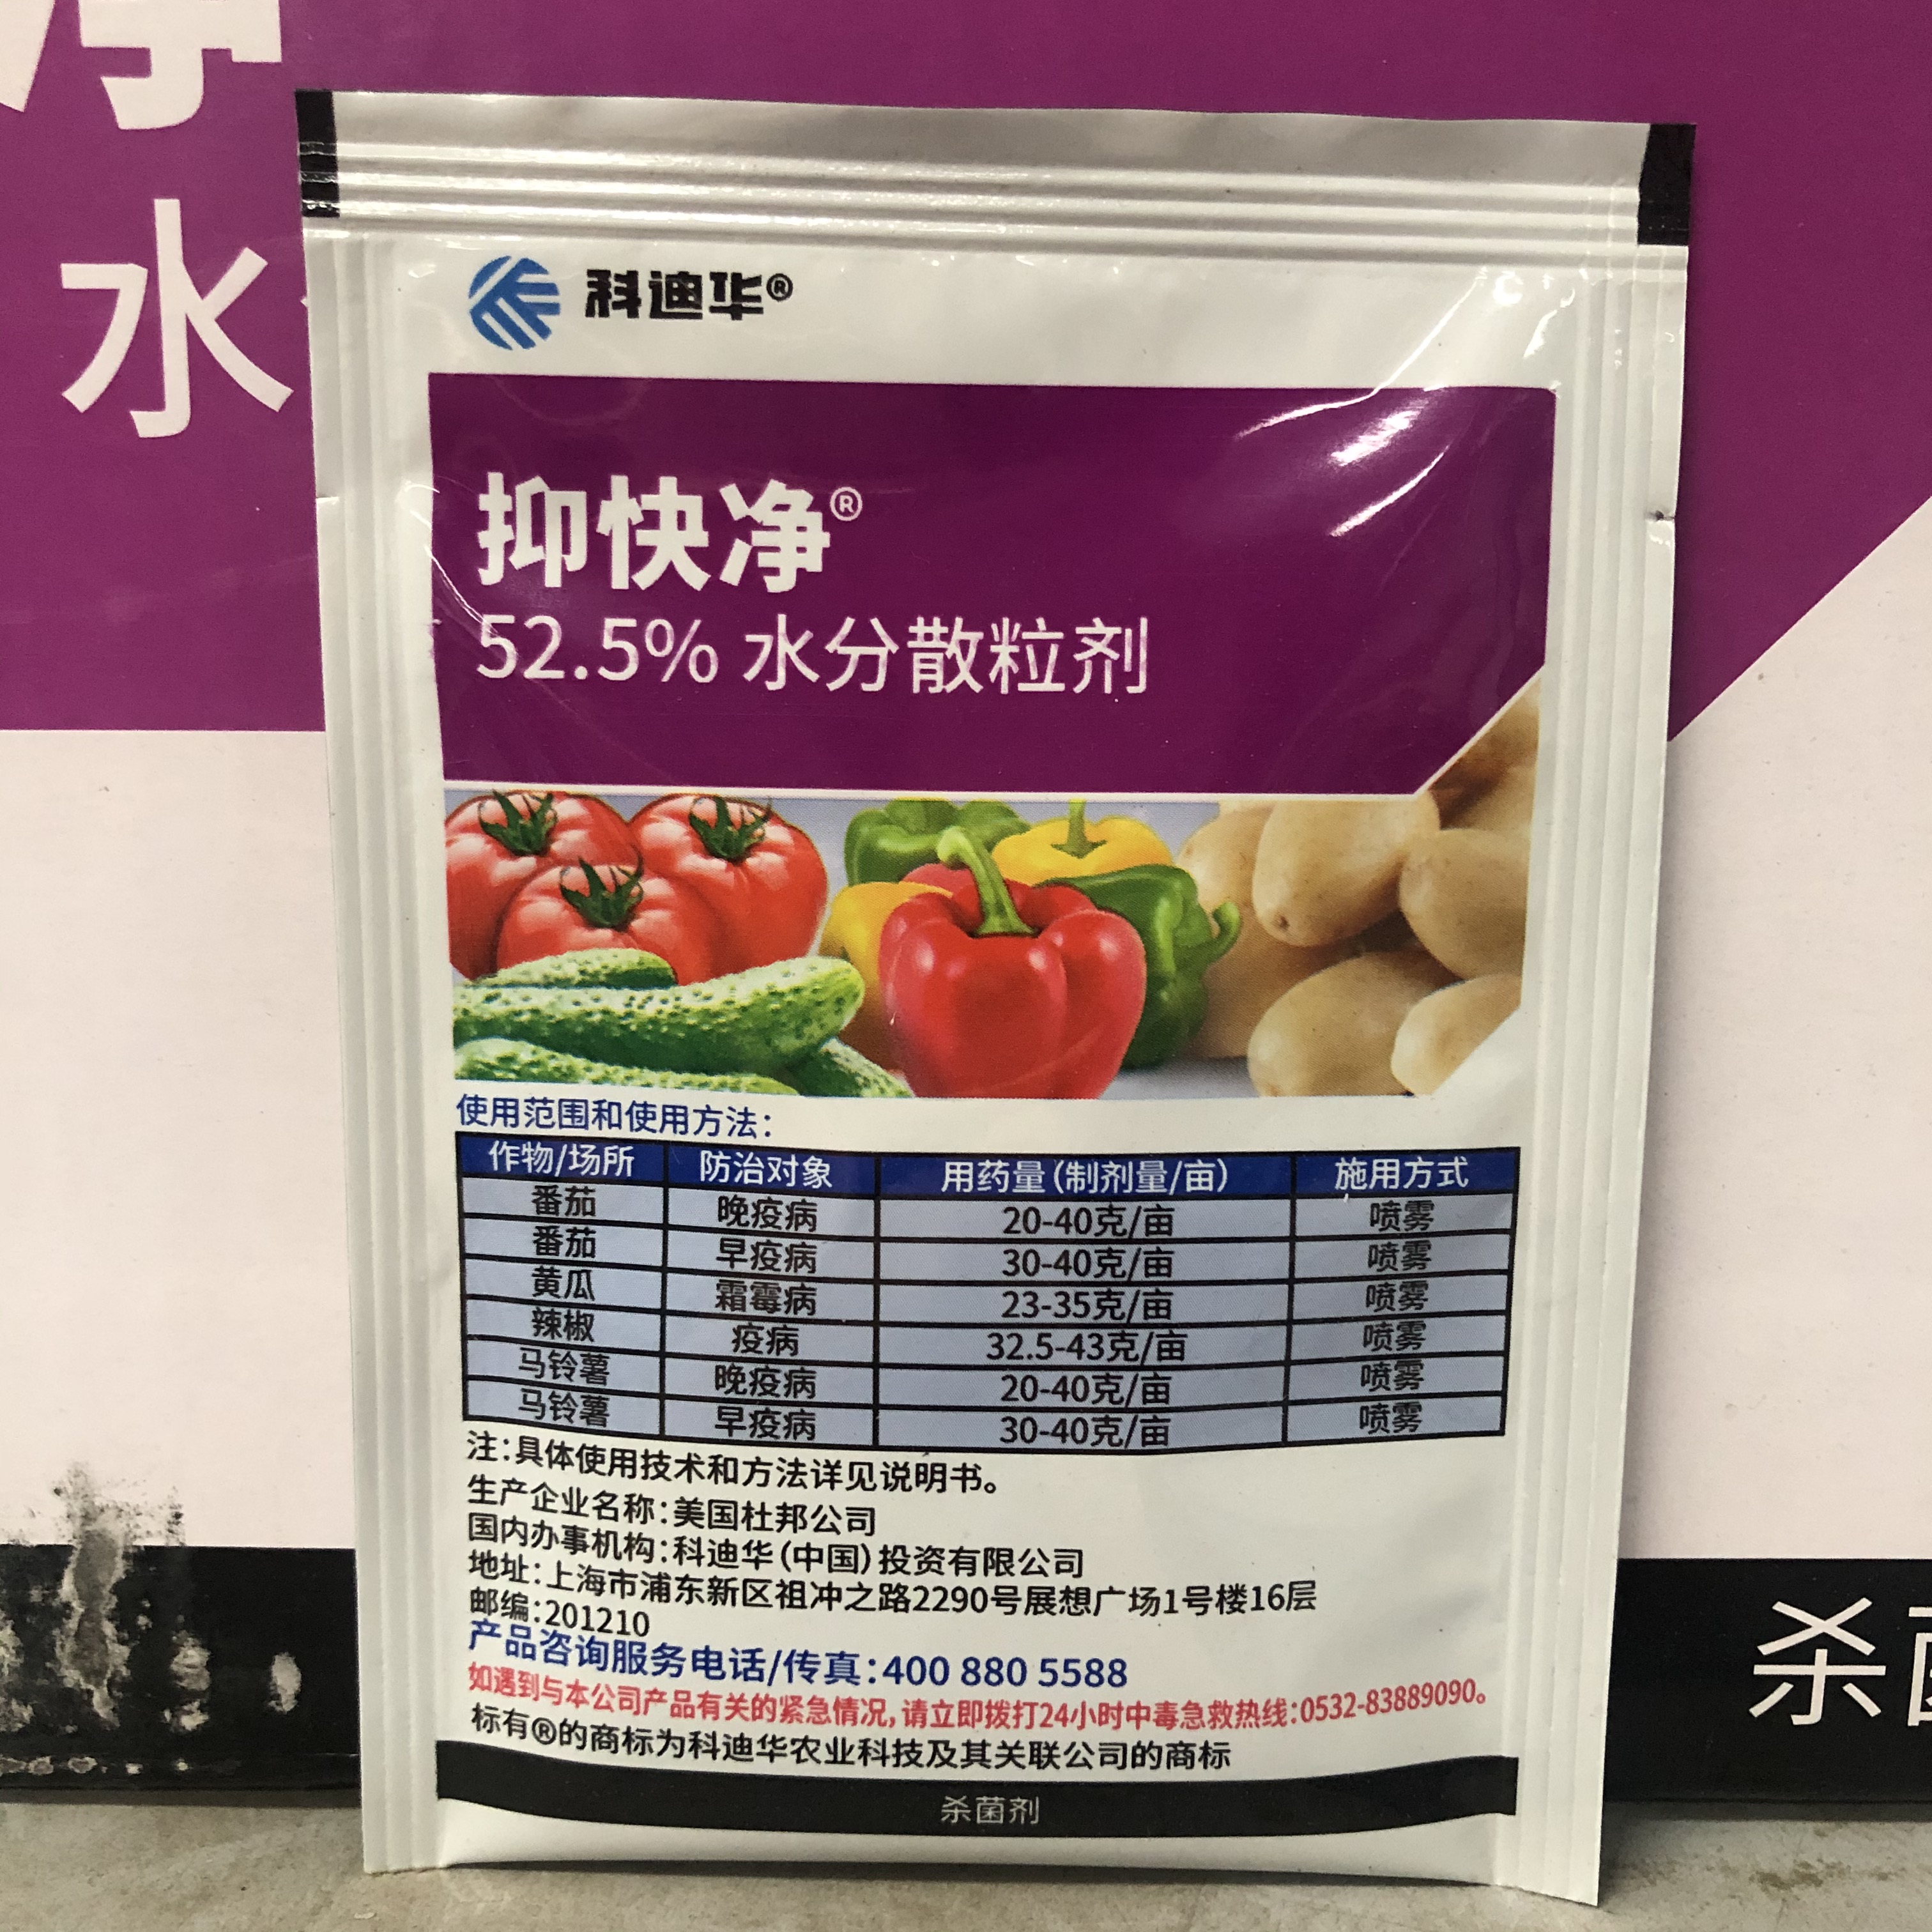 净
水
科迪华®
抑快净®
52.5% 水分散粒剂
使用范围和使用方法：
作物/场所 防治对象 用药量（制剂量/亩） 施用方式
番茄 晚疫病 20-40克/亩 喷雾
番茄 早疫病 30-40克/亩 喷雾
黄瓜 霜霉病 23-35克/亩 喷雾
辣椒 疫病 32.5-43克/亩 喷雾
马铃薯 晚疫病 20-40克/亩 喷雾
马铃薯 早疫病 30-40克/亩 喷雾
注：具体使用技术和方法详见说明书。
生产企业名称：美国杜邦公司
国内办事机构：科迪华（中国）投资有限公司
地址：上海市浦东新区祖冲之路2290号展想广场1号楼16层
邮编：201210
产品咨询服务电话/传真：400 880 5588
如遇到与本公司产品有关的紧急情况，请立即拨打24小时中毒急救热线：0532-83889090。
标有®的商标为科迪华农业科技及其关联公司的商标
杀菌剂
杀